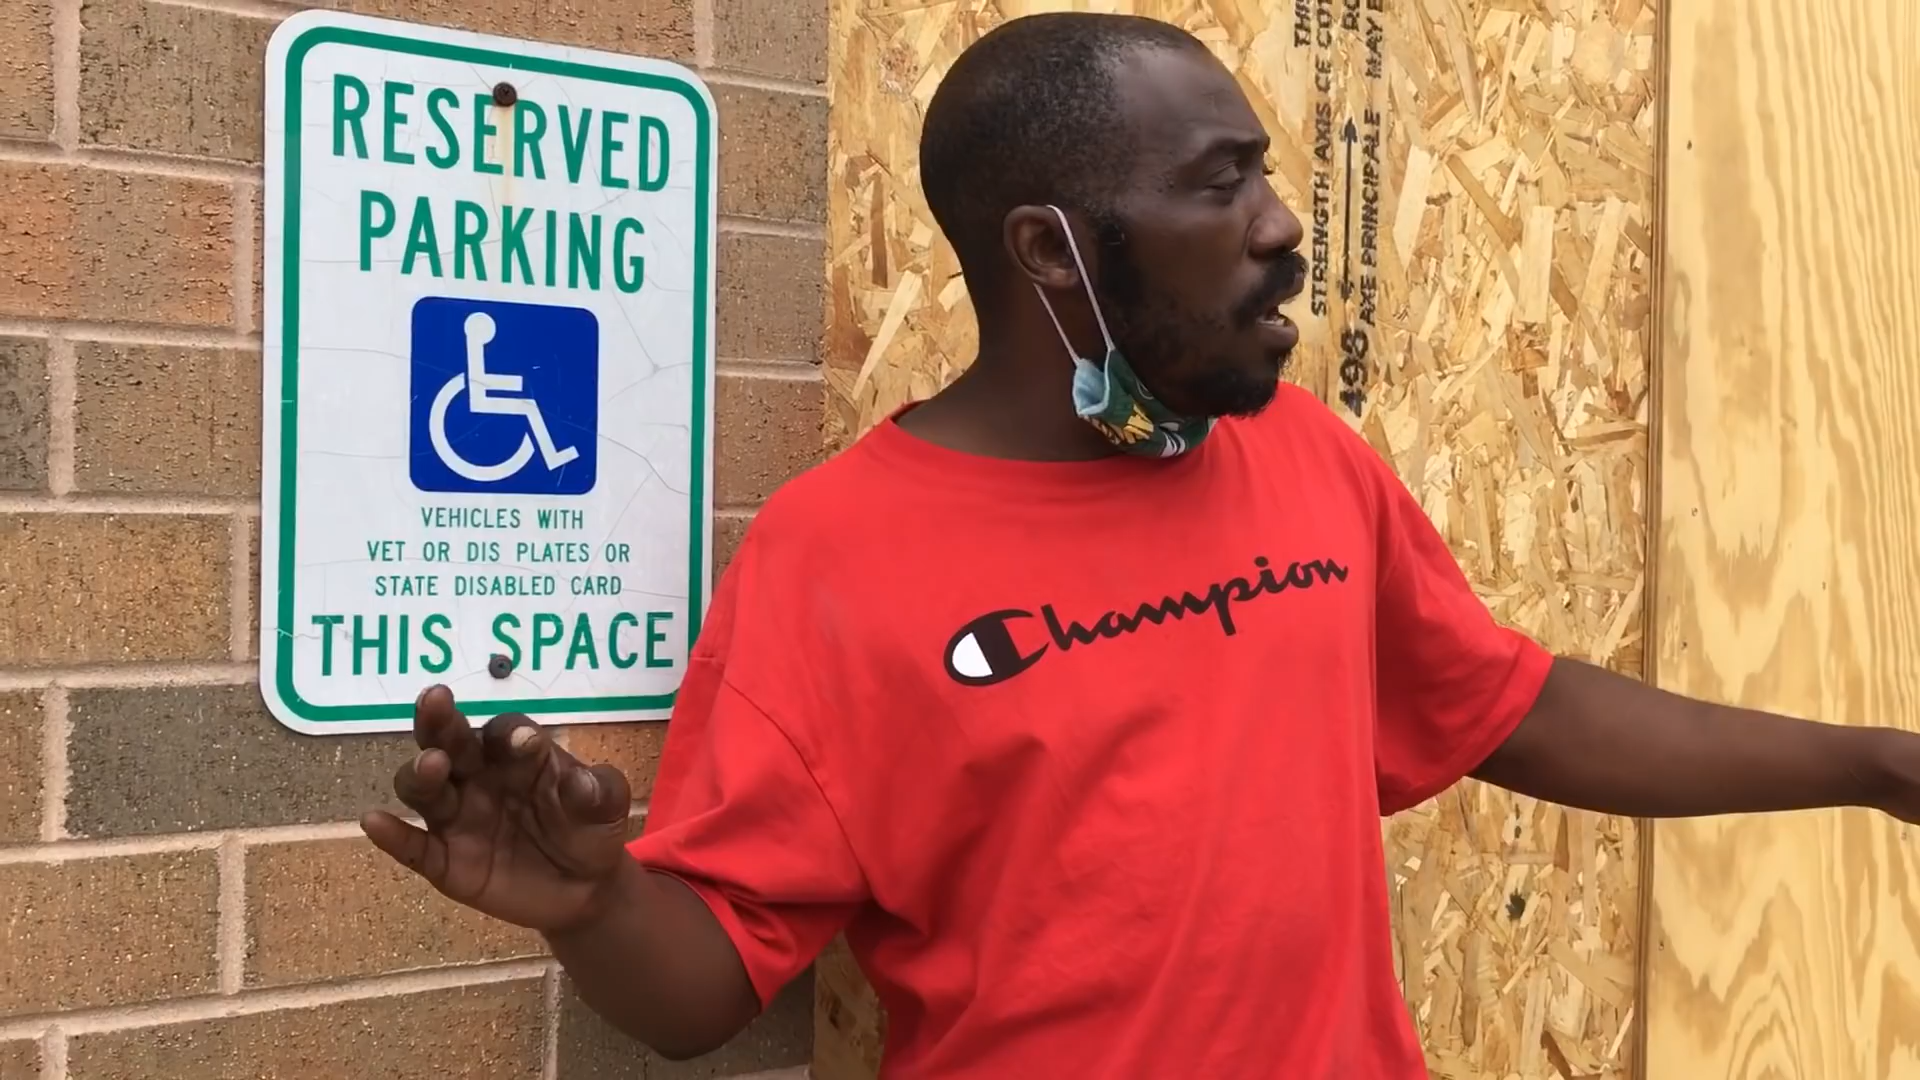 RESERVED
PARKING
VEHICLES WITH
VET OR DIS PLATES OR
STATE DISABLED CARD
THIS SPACE
Champion
STRENGTH AXIS
AXE PRINCIPALE